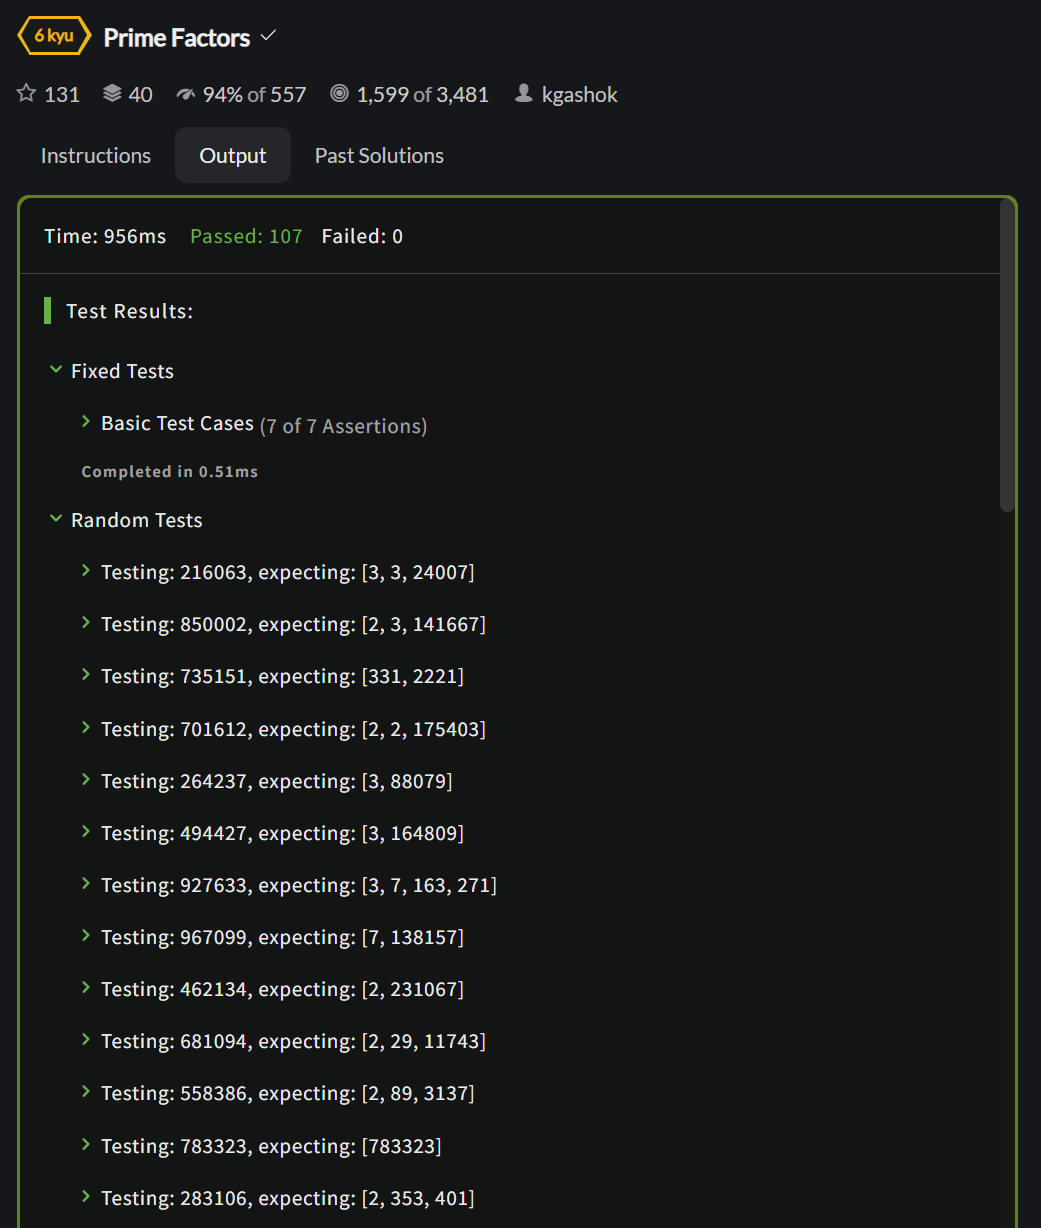 6 kyu Prime Factors
131 40 94% of 557 1,599 of 3,481 kgashok
Instructions Output Past Solutions
Time: 956ms Passed: 107 Failed: 0
Test Results:
Fixed Tests
Basic Test Cases (7 of 7 Assertions)
Completed in 0.51ms
Random Tests
Testing: 216063, expecting: [3, 3, 24007]
Testing: 850002, expecting: [2, 3, 141667]
Testing: 735151, expecting: [331, 2221]
Testing: 701612, expecting: [2, 2, 175403]
Testing: 264237, expecting: [3, 88079]
Testing: 494427, expecting: [3, 164809]
Testing: 927633, expecting: [3, 7, 163, 271]
Testing: 967099, expecting: [7, 138157]
Testing: 462134, expecting: [2, 231067]
Testing: 681094, expecting: [2, 29, 11743]
Testing: 558386, expecting: [2, 89, 3137]
Testing: 783323, expecting: [783323]
Testing: 283106, expecting: [2, 353, 401]